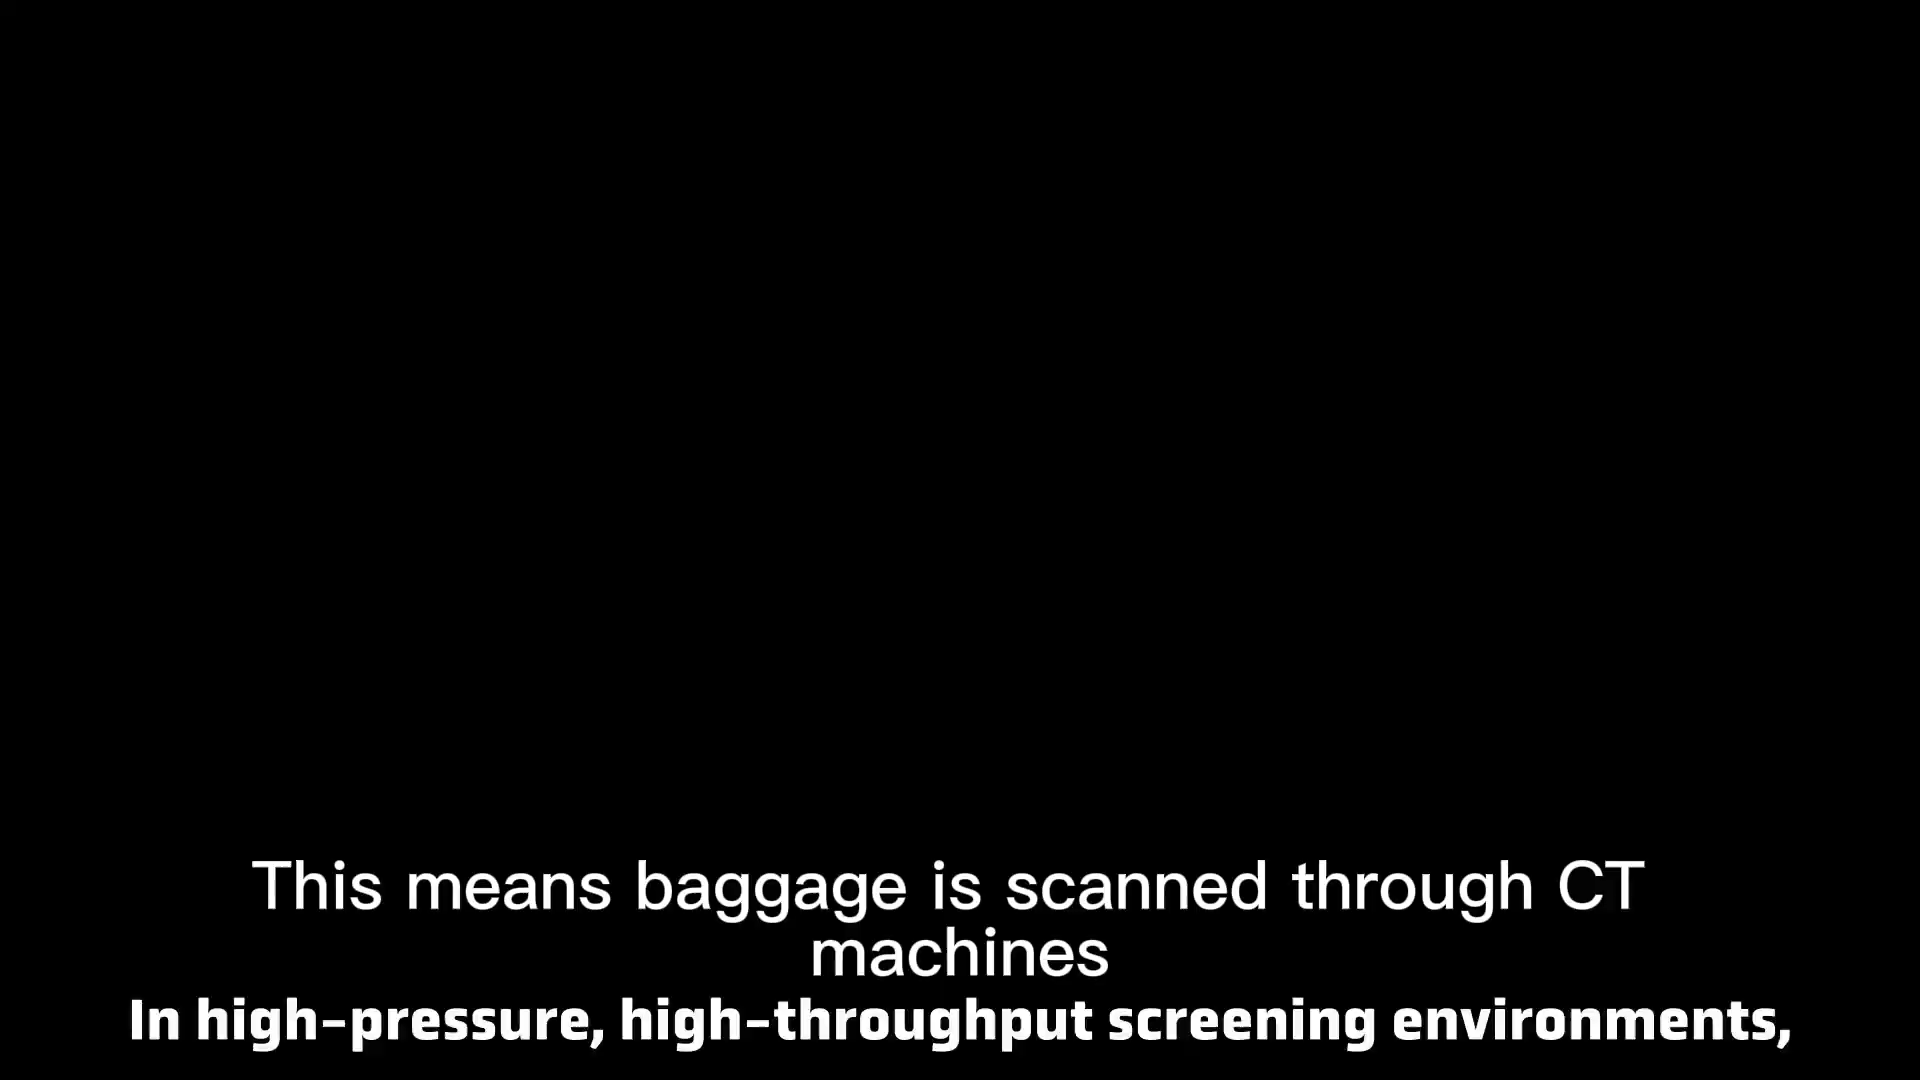 This means baggage is scanned through CT
machines
In high-pressure, high-throughput screening environments,